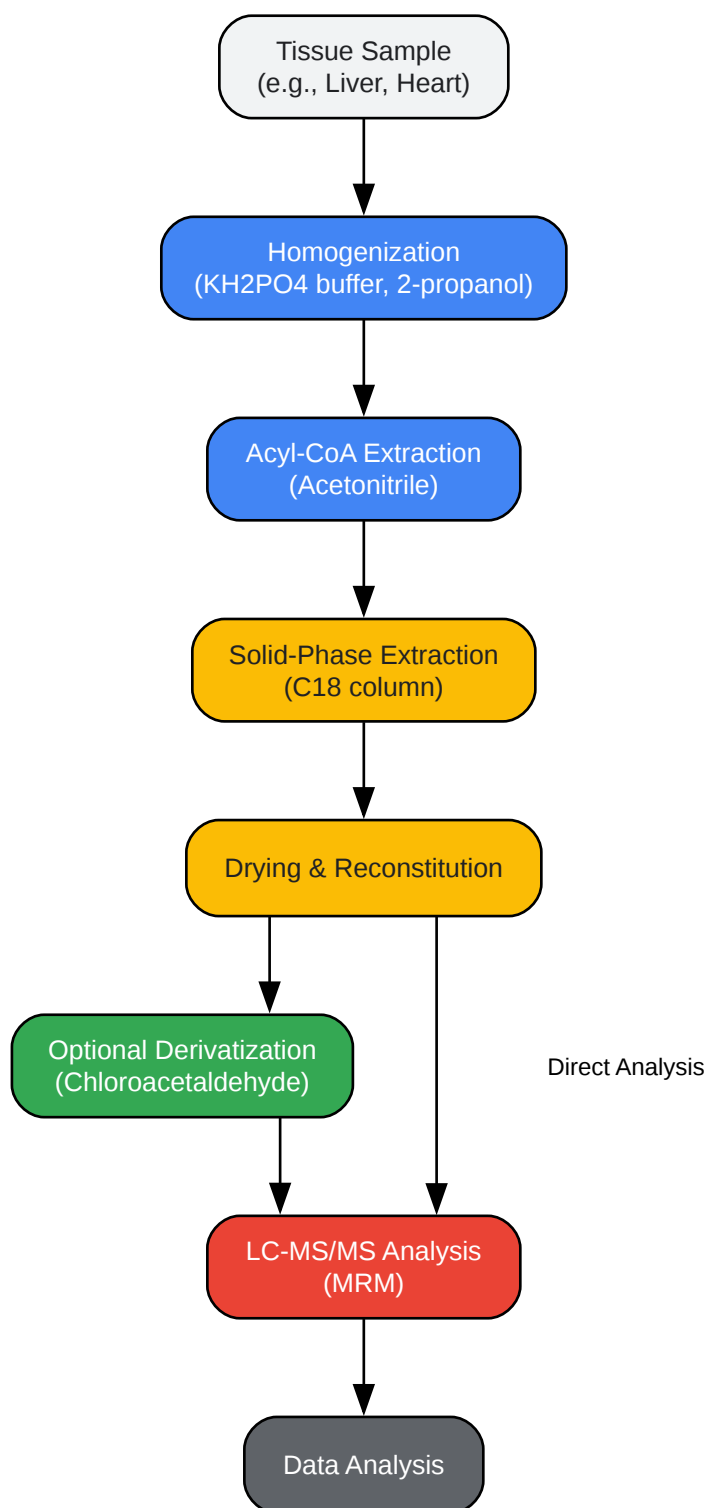 Tissue Sample
(e.g., Liver, Heart)
Homogenization
(KH2PO4 buffer, 2-propanol)
Acyl-CoA Extraction
(Acetonitrile)
Solid-Phase Extraction
(C18 column)
Drying & Reconstitution
Optional Derivatization
(Chloroacetaldehyde)
Direct Analysis
LC-MS/MS Analysis
(MRM)
Data Analysis